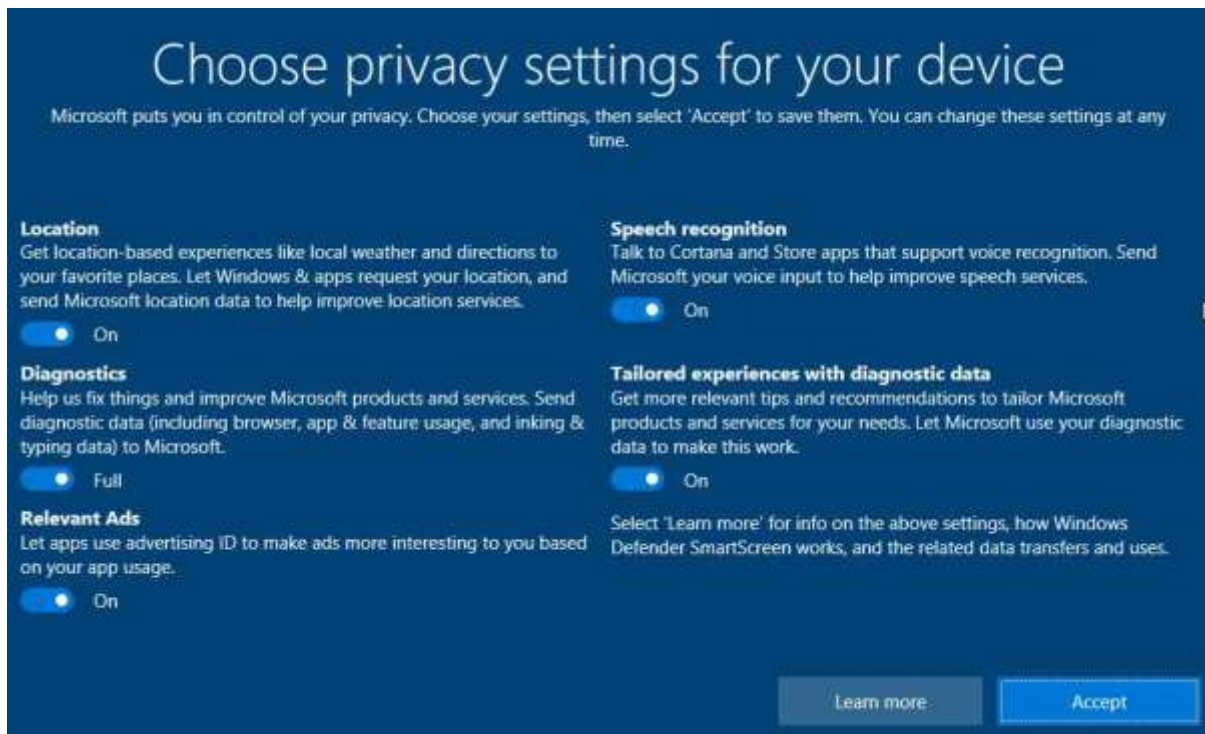 Choose privacy settings for your device
Microsoft puts you in control of your privacy. Choose your settings, then select 'Accept' to save them. You can change these settings at any
time.
Location
Get location-based experiences like local weather and directions to
your favorite places. Let Windows & apps request your location, and
send Microsoft location data to help improve location services.
On
Diagnostics
Help us fix things and improve Microsoft products and services. Send
diagnostic data (including browser, app & feature usage, and inking &
typing data) to Microsoft.
Full
Relevant Ads
Let apps use advertising ID to make ads more interesting to you based
on your app usage.
On
Speech recognition
Talk to Cortana and Store apps that support voice recognition. Send
Microsoft your voice input to help improve speech services.
On
Tailored experiences with diagnostic data
Get more relevant tips and recommendations to tailor Microsoft
products and services for your needs. Let Microsoft use your diagnostic
data to make this work.
On
Select 'Learn more' for info on the above settings, how Windows
Defender SmartScreen works, and the related data transfers and uses.
Learn more
Accept